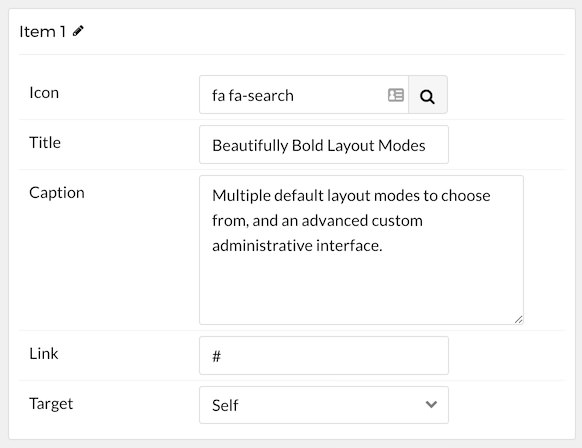 Item 1
Icon
fa fa-search
Title
Beautifully Bold Layout Modes
Caption
Multiple default layout modes to choose
from, and an advanced custom
administrative interface.
Link
#
Target
Self